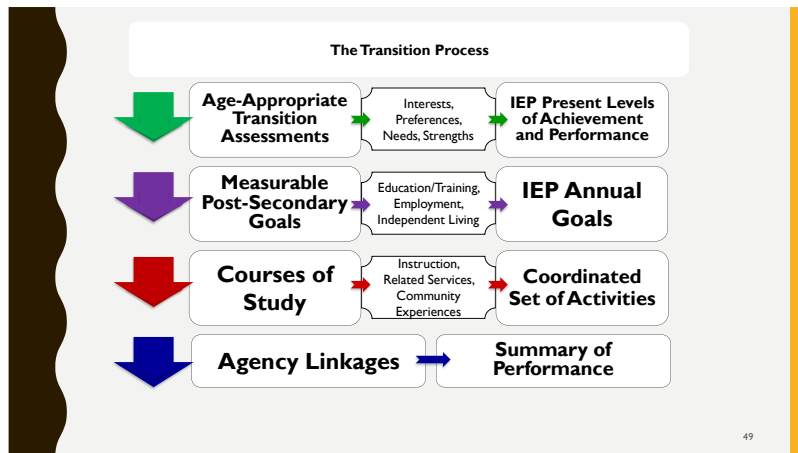 The Transition Process
Age-Appropriate
Transition
Assessments
Interests,
Preferences,
Needs, Strengths
IEP Present Levels
of Achievement
and Performance
Measurable
Post-Secondary
Goals
Education/Training,
Employment,
Independent Living
IEP Annual
Goals
Courses of
Study
Instruction,
Related Services,
Community
Experiences
Coordinated
Set of Activities
Agency Linkages
Summary of
Performance
49